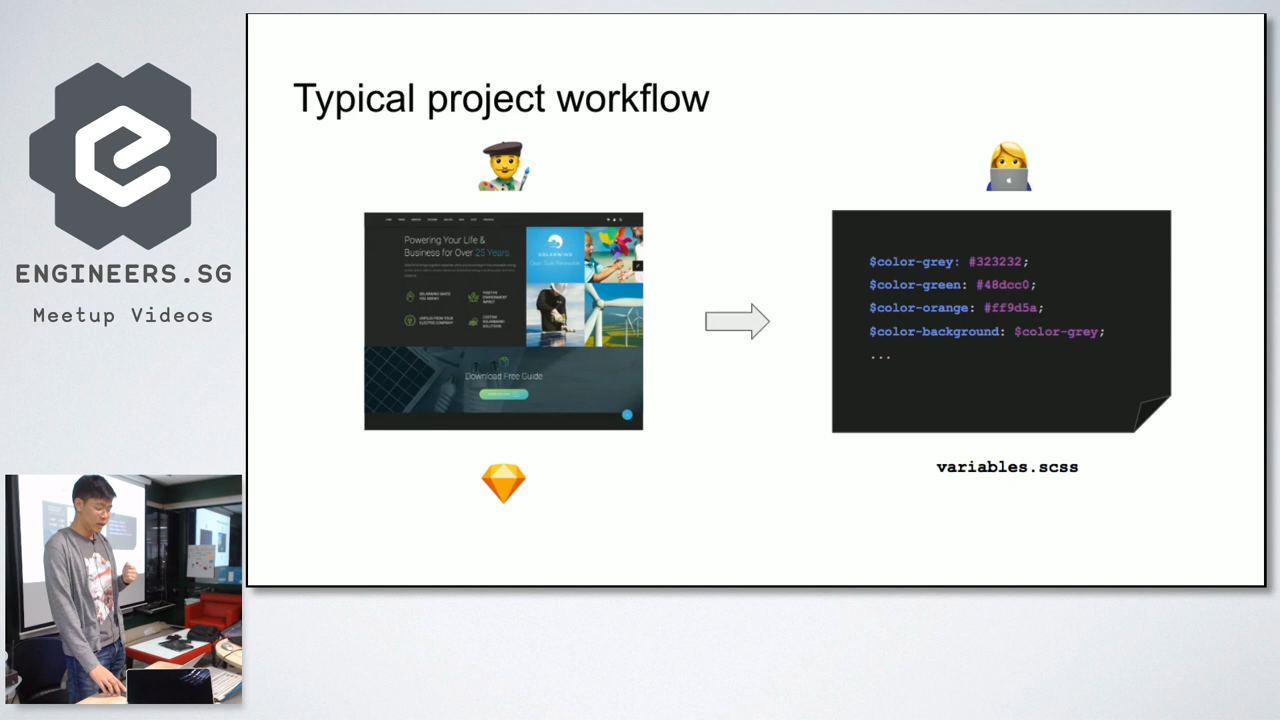 ENGINEERS.SG
Meetup Videos
Typical project workflow
Powering Your Life &
Business for Over 25 Years.
SOLARWIND
Download Free Guide
$color-grey: #323232;
$color-green: #48dcc0;
$color-orange: #ff9d5a;
$color-background: $color-grey;
...
variables.scss